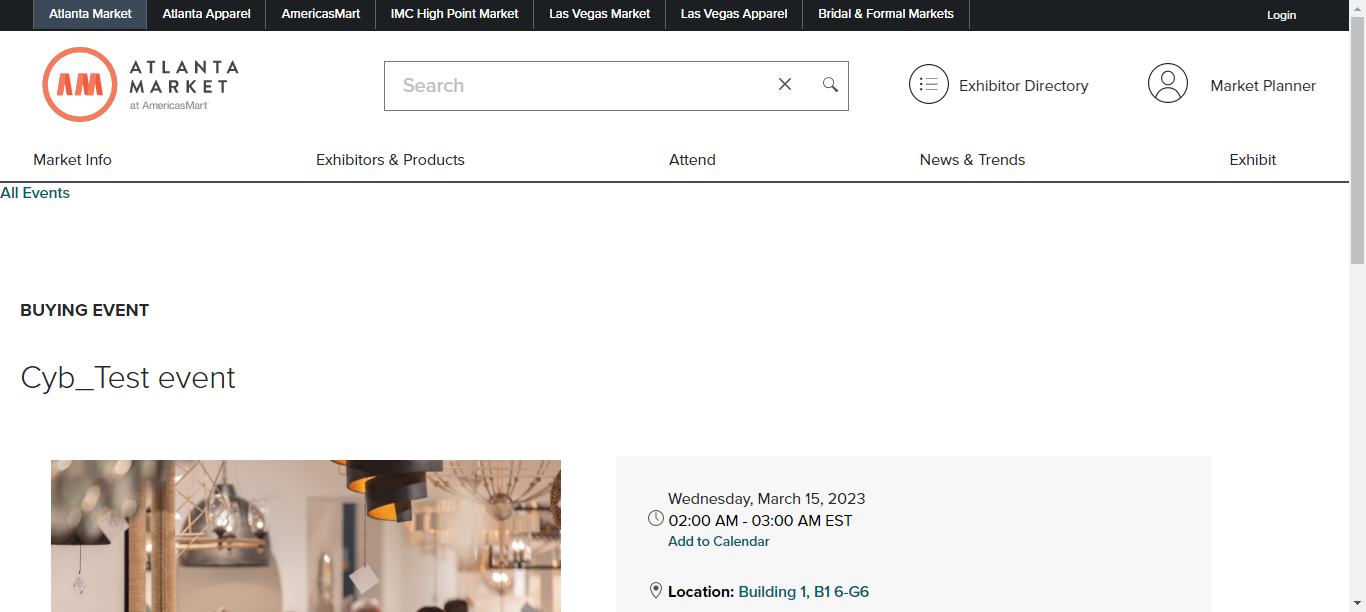 Atlanta Market Atlanta Apparel AmericasMart IMC High Point Market Las Vegas Market Las Vegas Apparel Bridal & Formal Markets Login
AM ATLANTA
MARKET
at AmericasMart
Search
Exhibitor Directory
Market Planner
Market Info Exhibitors & Products Attend News & Trends Exhibit
All Events
BUYING EVENT
Cyb_Test event
Wednesday, March 15, 2023
02:00 AM - 03:00 AM EST
Add to Calendar
Location: Building 1, B1 6-G6